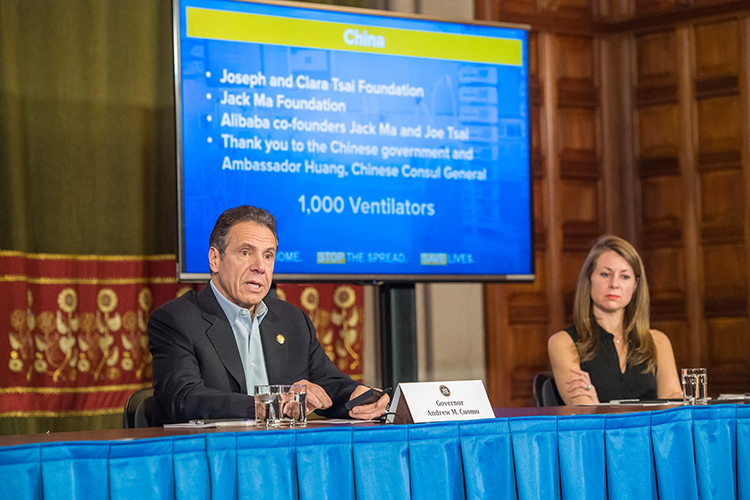 China
• Joseph and Clara Tsai Foundation
• Jack Ma Foundation
• Alibaba co-founders Jack Ma and Joe Tsai
• Thank you to the Chinese government and
Ambassador Huang, Chinese Consul General
1,000 Ventilators
OME. STOP THE SPREAD. SAVE LIVES.
Governor
Andrew M. Cuomo